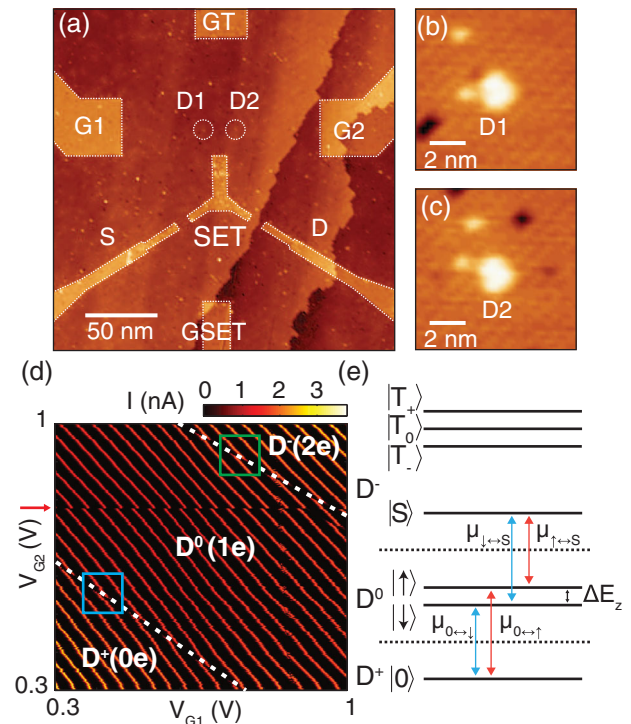 (a)
GT
D1 D2
G1
G2
S
SET
D
50 nm
GSET
(b)
D1
2 nm
(c)
D2
2 nm
(d)
I (nA)
0 1 2 3
1
D⁻(2e)
V_G2 (V)
D⁰(1e)
D⁺(0e)
0.3
0.3
V_G1 (V)
1
(e)
|T₊⟩
|T₀⟩
|T₋⟩
D⁻
|S⟩
μ↓↔S
μ↑↔S
|↑⟩
D⁰
ΔE_z
|↓⟩
μ0↔↓
μ0↔↑
D⁺ |0⟩